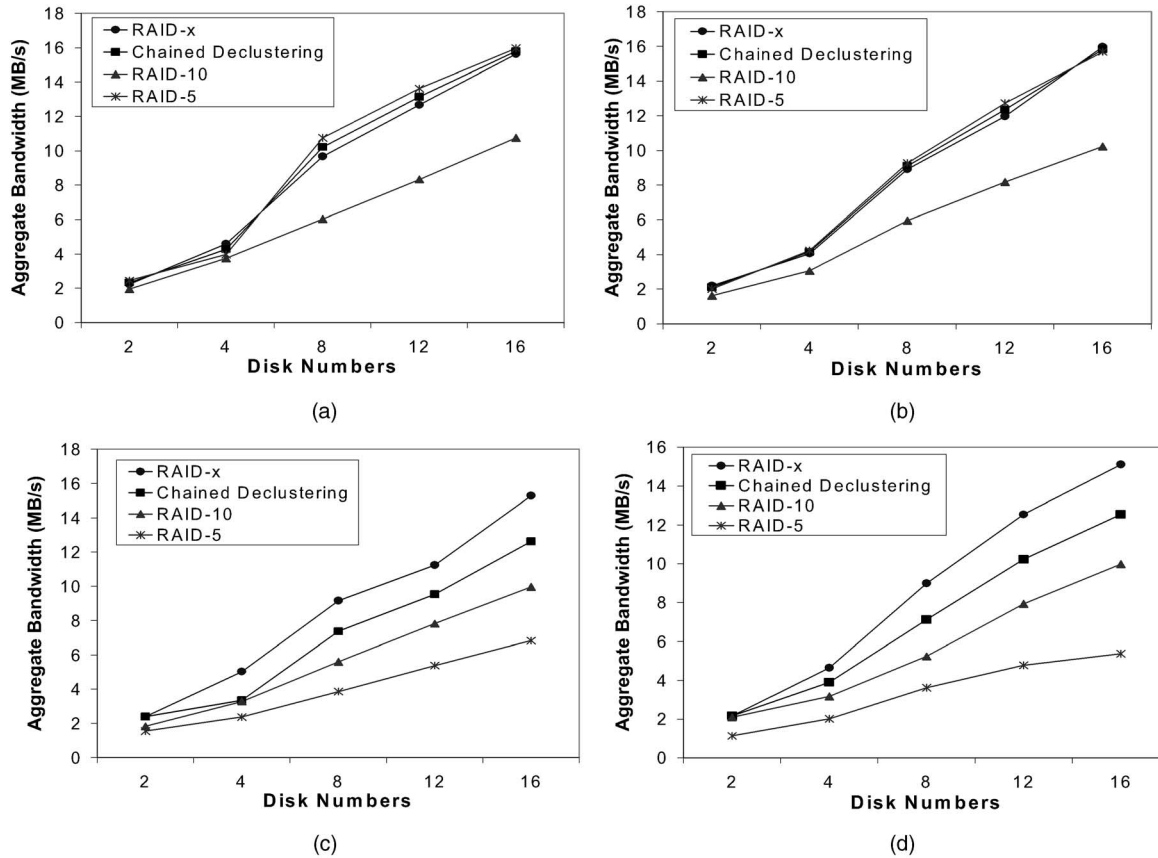 RAID-x
Chained Declustering
RAID-10
RAID-5
Aggregate Bandwidth (MB/s)
18
16
14
12
10
8
6
4
2
0
2 4 8 12 16
Disk Numbers
(a)
RAID-x
Chained Declustering
RAID-10
RAID-5
Aggregate Bandwidth (MB/s)
18
16
14
12
10
8
6
4
2
0
2 4 8 12 16
Disk Numbers
(b)
RAID-x
Chained Declustering
RAID-10
RAID-5
Aggregate Bandwidth (MB/s)
18
16
14
12
10
8
6
4
2
0
2 4 8 12 16
Disk Numbers
(c)
RAID-x
Chained Declustering
RAID-10
RAID-5
Aggregate Bandwidth (MB/s)
16
14
12
10
8
6
4
2
0
2 4 8 12 16
Disk Numbers
(d)